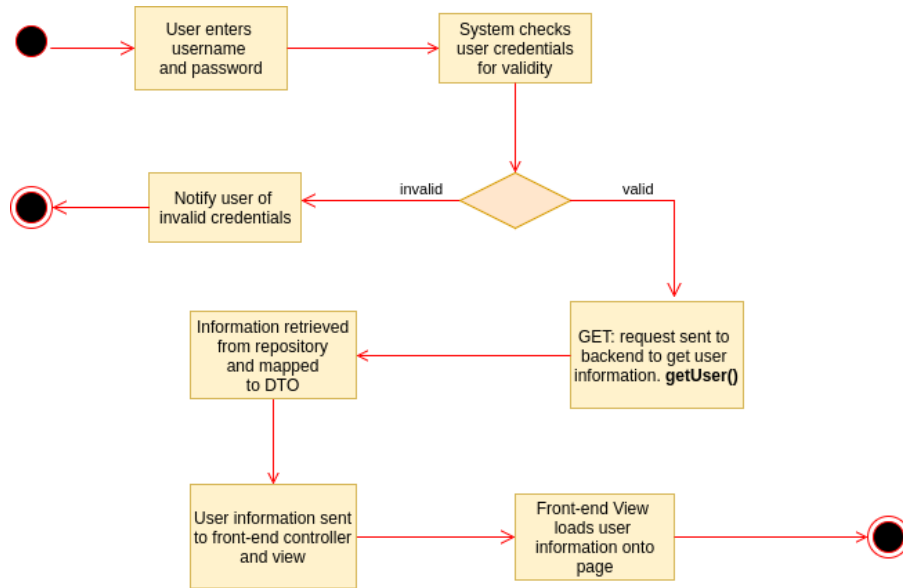 User enters
username
and password
System checks
user credentials
for validity
invalid
valid
Notify user of
invalid credentials
Information retrieved
from repository
and mapped
to DTO
GET: request sent to
backend to get user
information. getUser()
User information sent
to front-end controller
and view
Front-end View
loads user
information onto
page